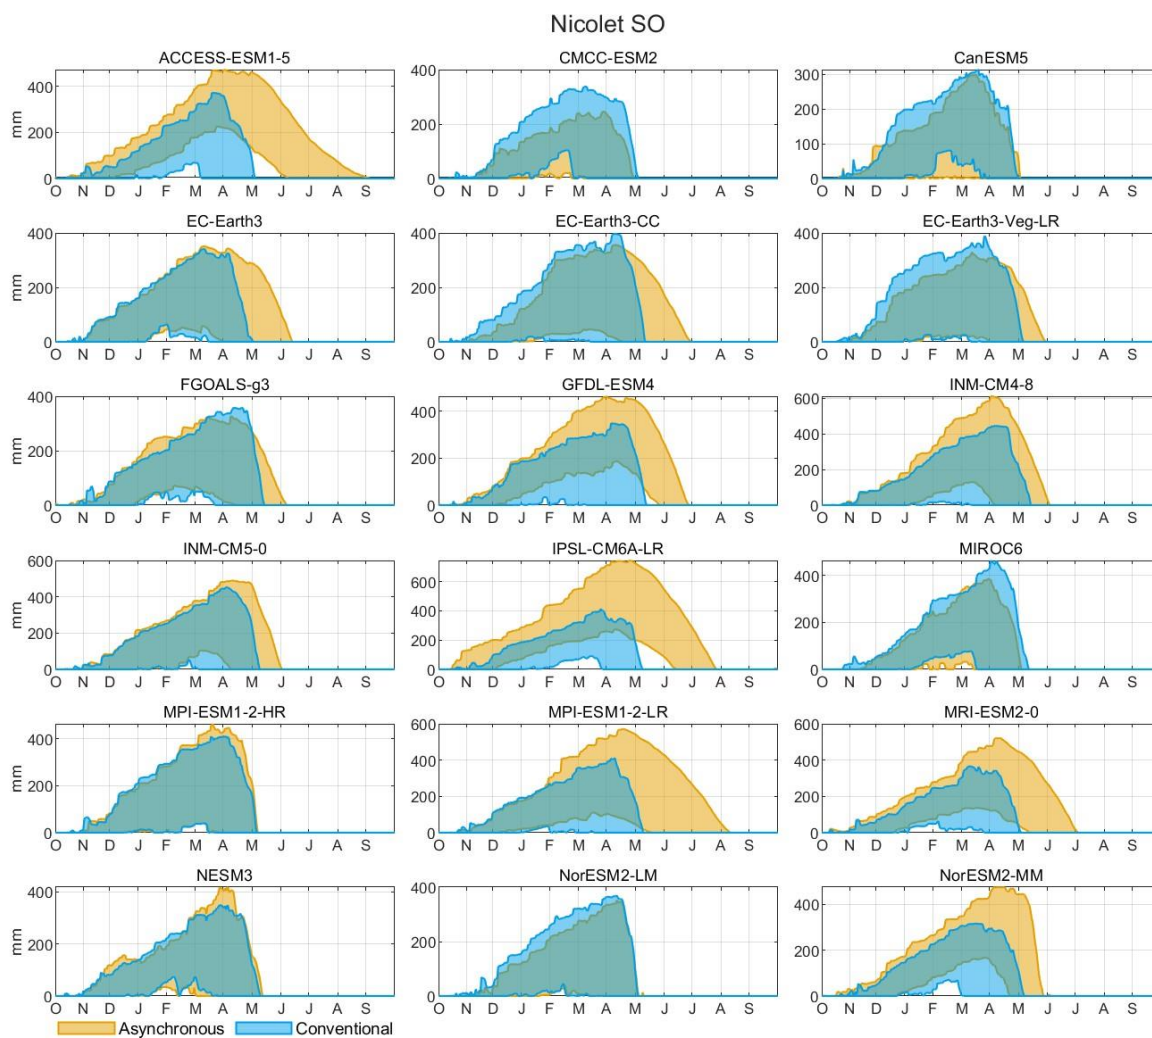 Nicolet SO
ACCESS-ESM1-5 CMCC-ESM2 CanESM5
400 400 300
mm
200 200 200
100
0 0 0
O N D J F M A M J J A S O N D J F M A M J J A S O N D J F M A M J J A S
EC-Earth3 EC-Earth3-CC EC-Earth3-Veg-LR
400 400 400
mm
200 200 200
0 0 0
O N D J F M A M J J A S O N D J F M A M J J A S O N D J F M A M J J A S
FGOALS-g3 GFDL-ESM4 INM-CM4-8
400 400 600
mm
400
200 200 200
0 0 0
O N D J F M A M J J A S O N D J F M A M J J A S O N D J F M A M J J A S
INM-CM5-0 IPSL-CM6A-LR MIROC6
600 600 400
mm
400 400
200 200 200
0 0 0
O N D J F M A M J J A S O N D J F M A M J J A S O N D J F M A M J J A S
MPI-ESM1-2-HR MPI-ESM1-2-LR MRI-ESM2-0
400 600 600
mm
400 400
200 200 200
0 0 0
O N D J F M A M J J A S O N D J F M A M J J A S O N D J F M A M J J A S
NESM3 NorESM2-LM NorESM2-MM
400 400 400
mm
200 200 200
0 0 0
O N D J F M A M J J A S O N D J F M A M J J A S O N D J F M A M J J A S
Asynchronous Conventional